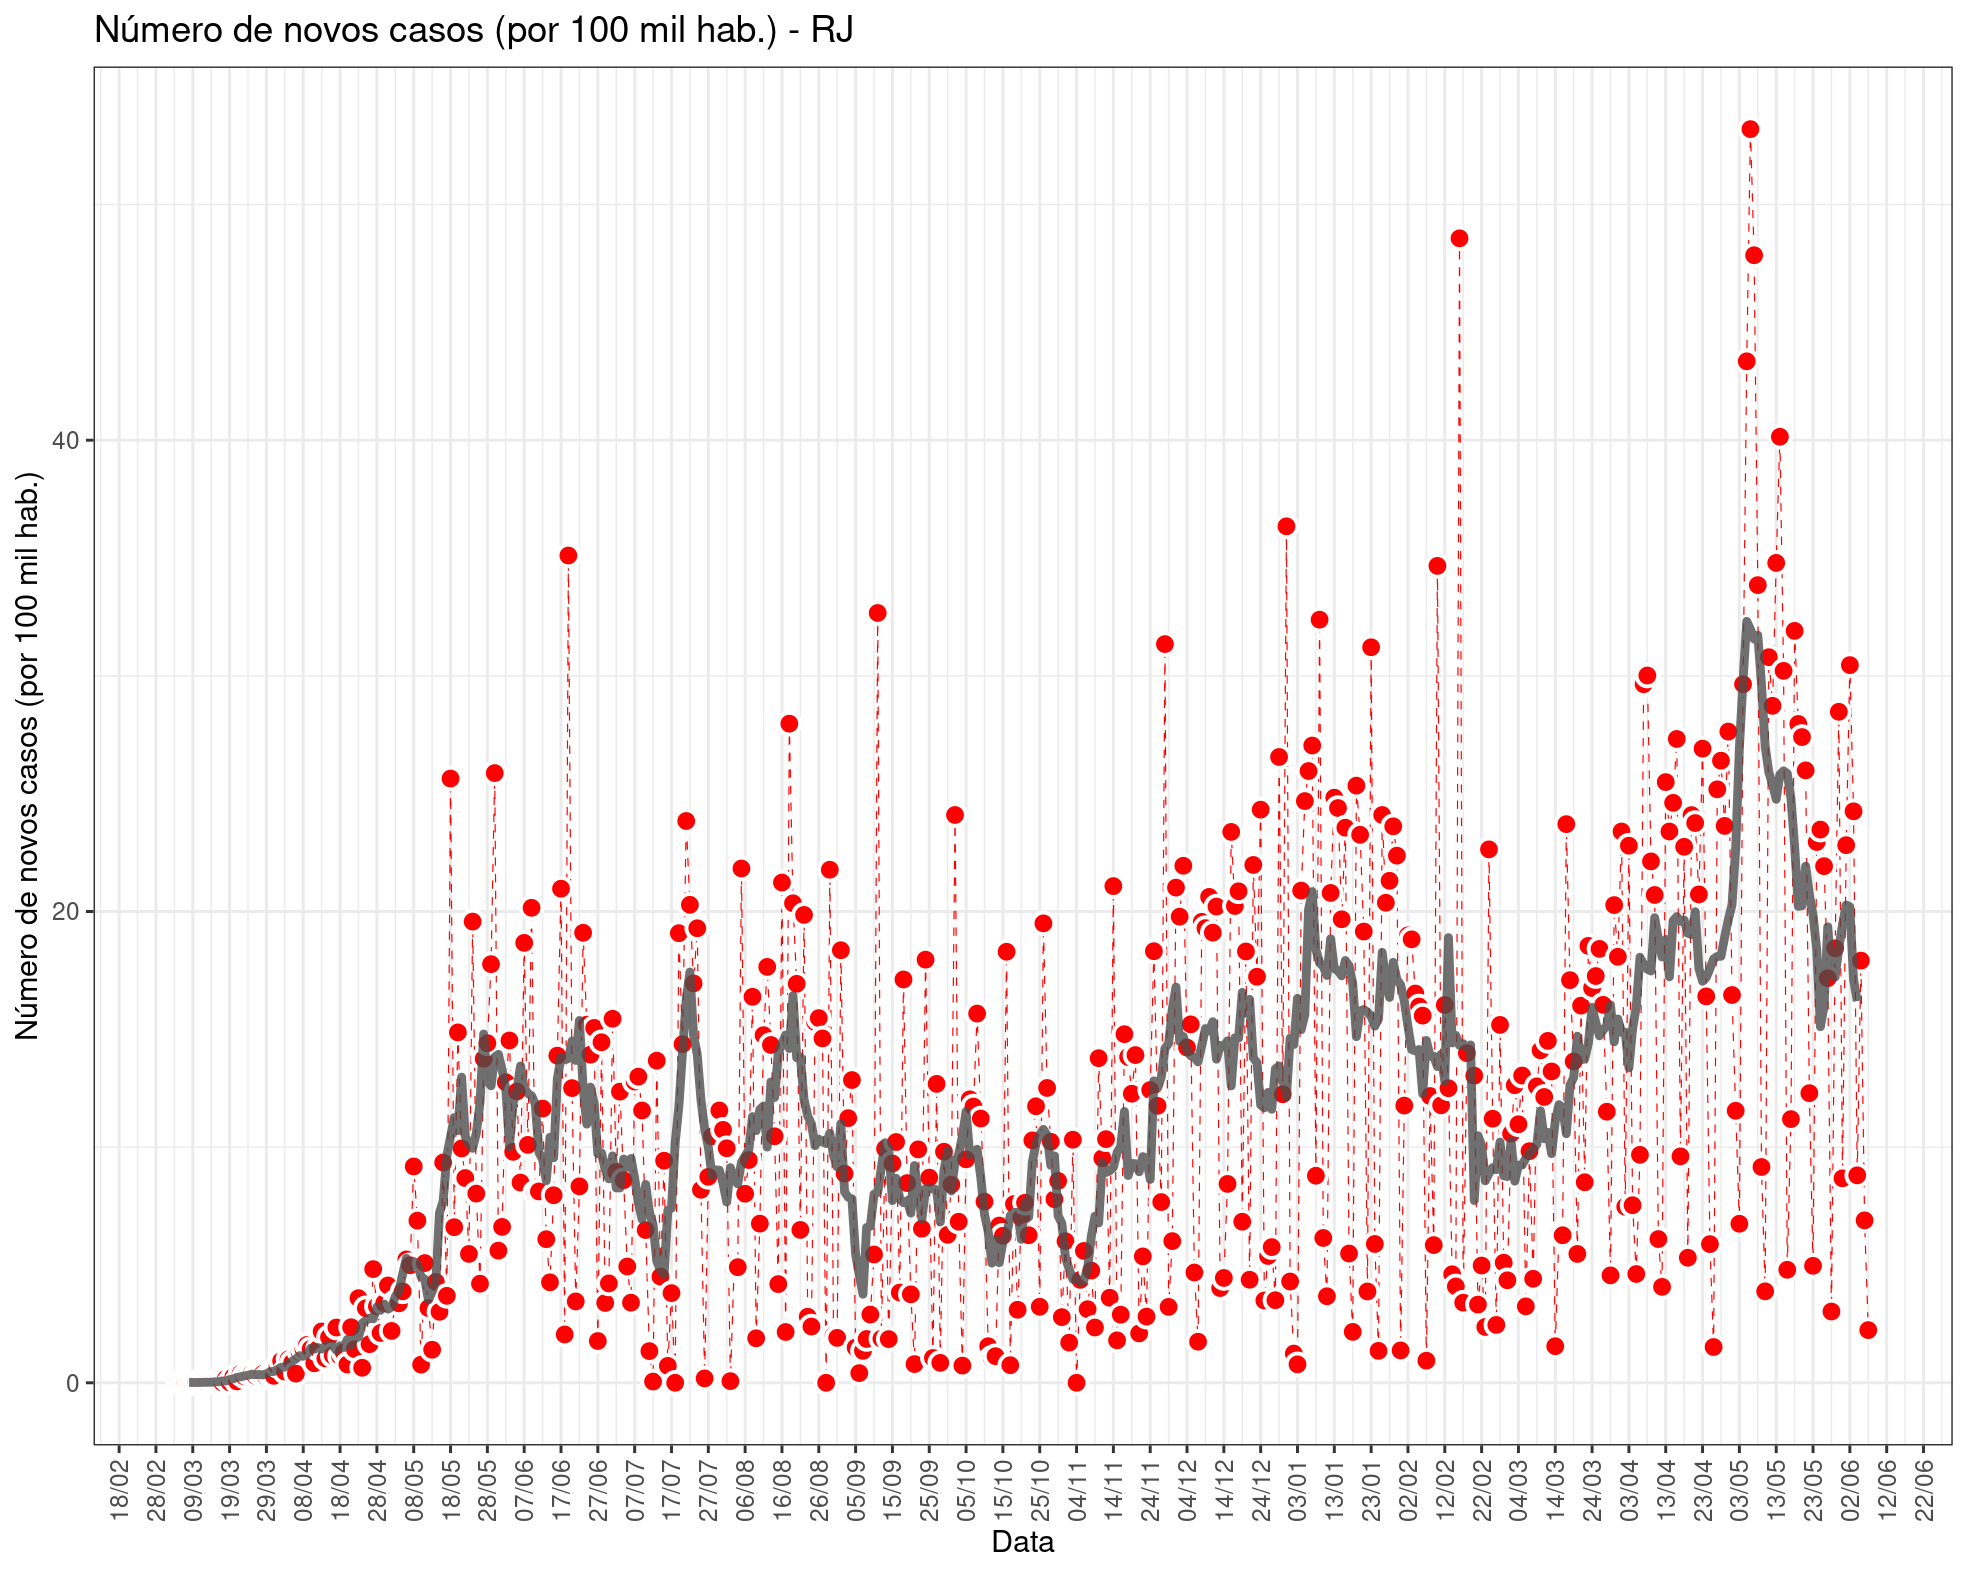 Número de novos casos (por 100 mil hab.) - RJ
Número de novos casos (por 100 mil hab.)
40
20
0
18/02 28/02 09/03 19/03 29/03 08/04 18/04 28/04 08/05 18/05 28/05 07/06 17/06 27/06 07/07 17/07 27/07 06/08 16/08 26/08 05/09 15/09 25/09 05/10 15/10 25/10 04/11 14/11 24/11 04/12 14/12 24/12 03/01 13/01 23/01 02/02 12/02 22/02 04/03 14/03 24/03 03/04 13/04 23/04 03/05 13/05 23/05 02/06 12/06 22/06
Data